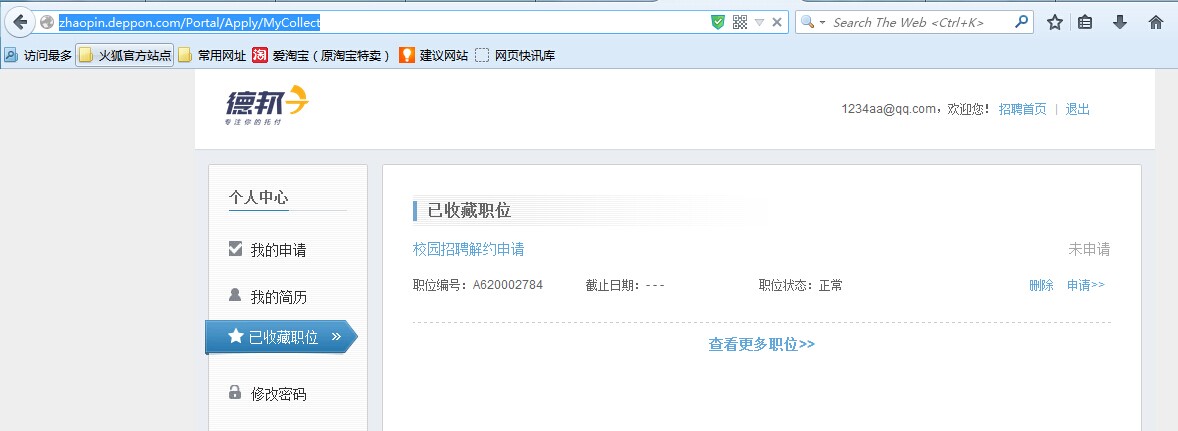 zhaopin.deppon.com/Portal/Apply/MyCollect
Search The Web <Ctrl+K>
访问最多 火狐官方站点 常用网址 淘 爱淘宝（原淘宝特卖） 建议网站 网页快讯库
德邦
专注你的托付
1234aa@qq.com，欢迎您！ 招聘首页 | 退出
个人中心
我的申请
我的简历
已收藏职位 »
修改密码
已收藏职位
校园招聘解约申请 未申请
职位编号：A620002784 截止日期：--- 职位状态：正常 删除 申请>>
查看更多职位>>